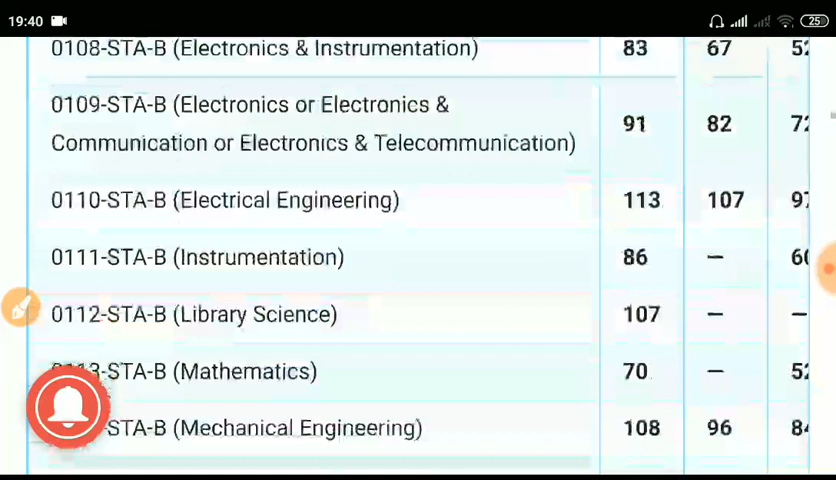 19:40 25
0108-STA-B (Electronics & Instrumentation) 83 67
0109-STA-B (Electronics or Electronics &
Communication or Electronics & Telecommunication) 91 82
0110-STA-B (Electrical Engineering) 113 107
0111-STA-B (Instrumentation) 86 –
0112-STA-B (Library Science) 107 – –
STA-B (Mathematics) 70 –
STA-B (Mechanical Engineering) 108 96